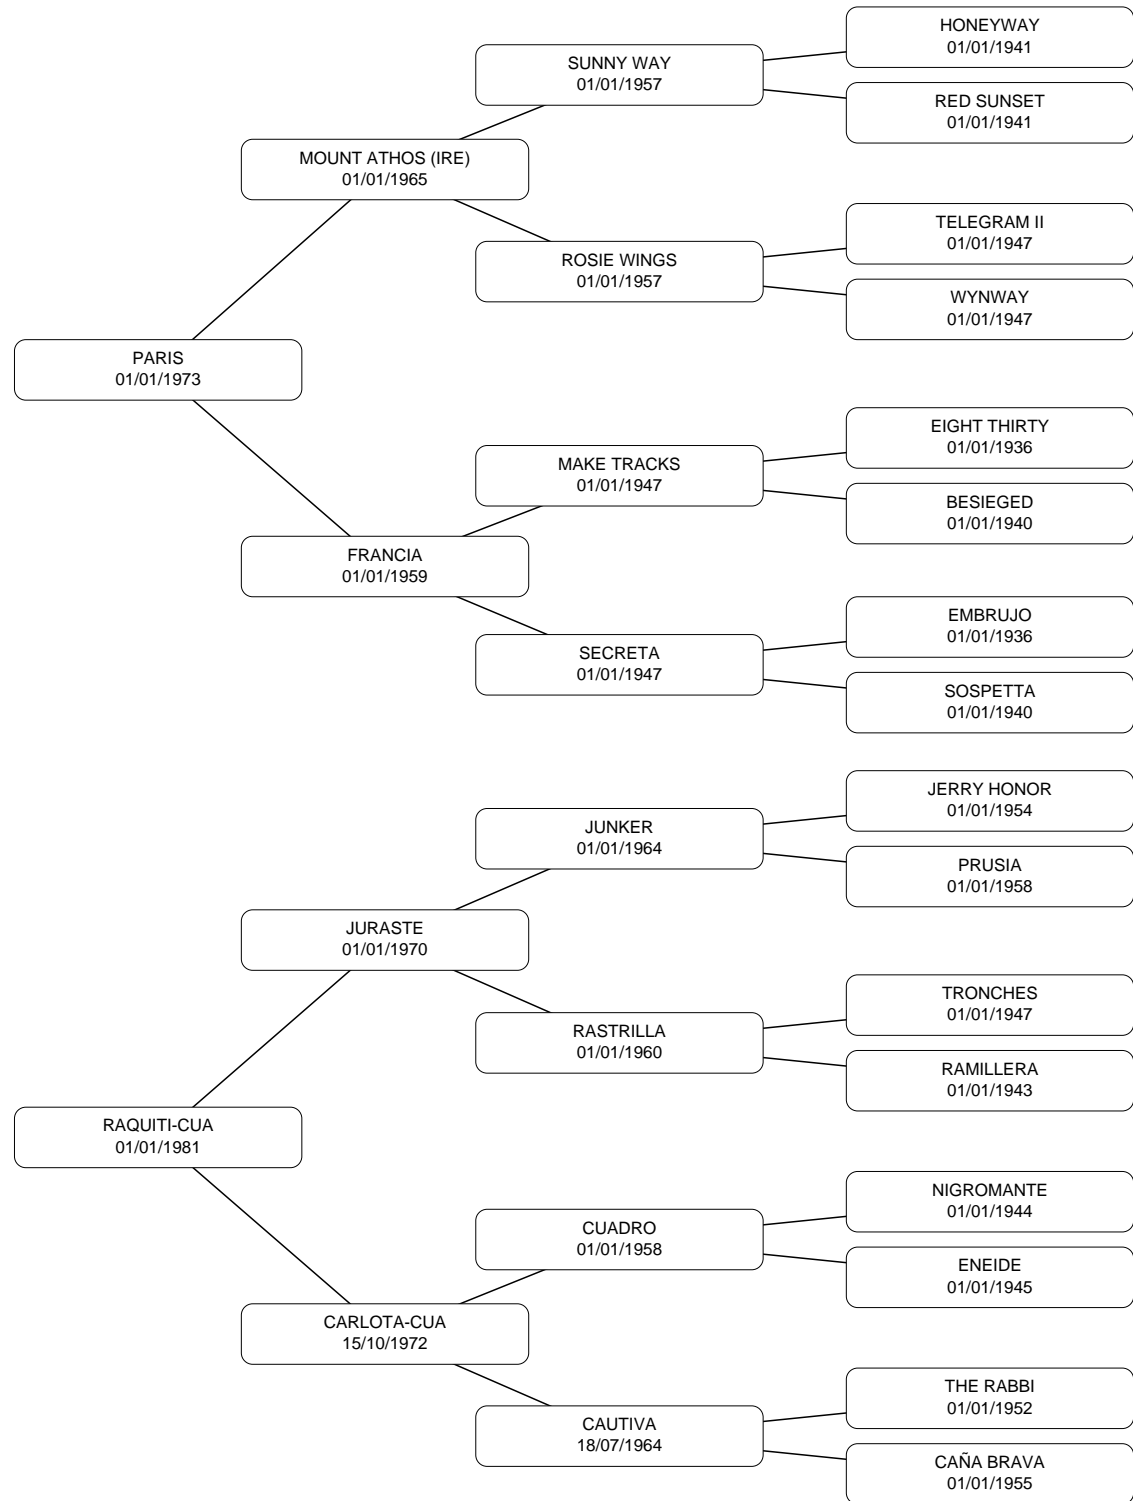 HONEYWAY
01/01/1941
SUNNY WAY
01/01/1957
RED SUNSET
01/01/1941
MOUNT ATHOS (IRE)
01/01/1965
TELEGRAM II
01/01/1947
ROSIE WINGS
01/01/1957
WYNWAY
01/01/1947
PARIS
01/01/1973
EIGHT THIRTY
01/01/1936
MAKE TRACKS
01/01/1947
BESIEGED
01/01/1940
FRANCIA
01/01/1959
EMBRUJO
01/01/1936
SECRETA
01/01/1947
SOSPETTA
01/01/1940
JERRY HONOR
01/01/1954
JUNKER
01/01/1964
PRUSIA
01/01/1958
JURASTE
01/01/1970
TRONCHES
01/01/1947
RASTRILLA
01/01/1960
RAMILLERA
01/01/1943
RAQUITI-CUA
01/01/1981
NIGROMANTE
01/01/1944
CUADRO
01/01/1958
ENEIDE
01/01/1945
CARLOTA-CUA
15/10/1972
THE RABBI
01/01/1952
CAUTIVA
18/07/1964
CAÑA BRAVA
01/01/1955